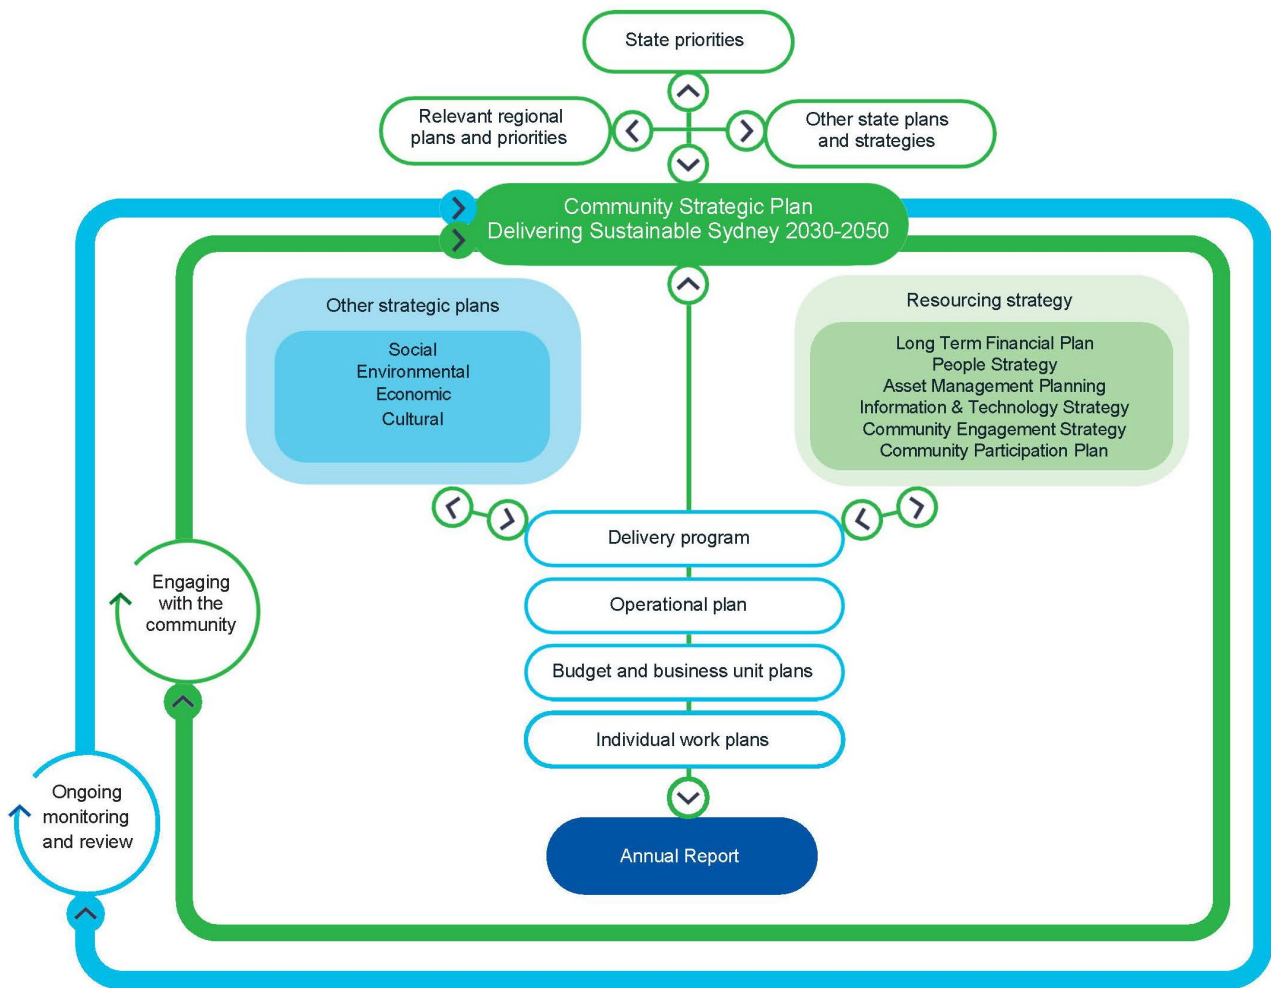 State priorities
Relevant regional
plans and priorities
Other state plans
and strategies
Community Strategic Plan
Delivering Sustainable Sydney 2030-2050
Other strategic plans
Social
Environmental
Economic
Cultural
Resourcing strategy
Long Term Financial Plan
People Strategy
Asset Management Planning
Information & Technology Strategy
Community Engagement Strategy
Community Participation Plan
Delivery program
Operational plan
Budget and business unit plans
Individual work plans
Annual Report
Engaging
with the
community
Ongoing
monitoring
and review